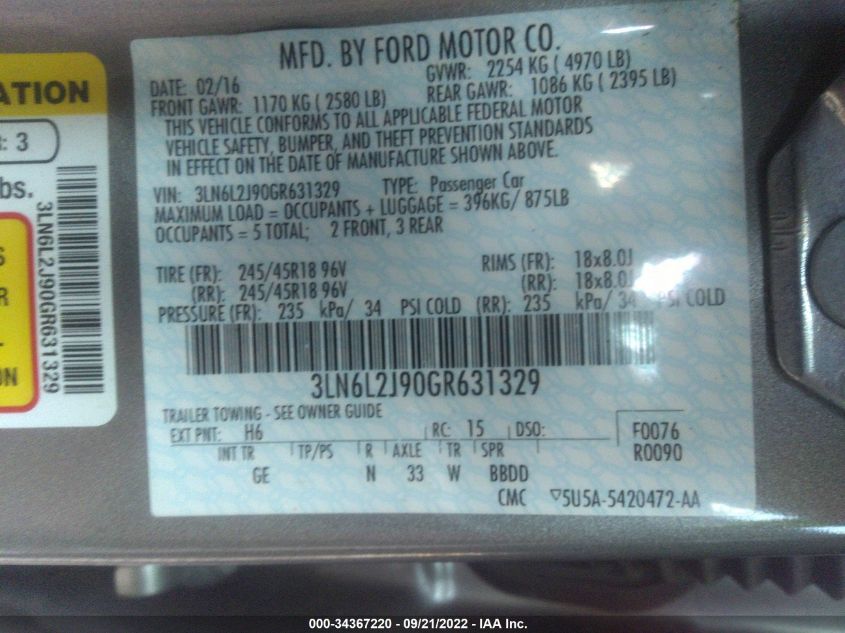 MFD. BY FORD MOTOR CO.
DATE: 02/16
GVWR: 2254 KG ( 4970 LB)
FRONT GAWR: 1170 KG ( 2580 LB)
REAR GAWR: 1086 KG ( 2395 LB)
THIS VEHICLE CONFORMS TO ALL APPLICABLE FEDERAL MOTOR
VEHICLE SAFETY, BUMPER, AND THEFT PREVENTION STANDARDS
IN EFFECT ON THE DATE OF MANUFACTURE SHOWN ABOVE.
VIN: 3LN6L2J90GR631329 TYPE: Passenger Car
MAXIMUM LOAD = OCCUPANTS + LUGGAGE = 396KG/ 875LB
OCCUPANTS = 5 TOTAL; 2 FRONT, 3 REAR
TIRE (FR): 245/45R18 96V RIMS (FR): 18x8.0J
(RR): 245/45R18 96V (RR): 18x8.0J
PRESSURE (FR): 235 kPa/ 34 PSI COLD (RR): 235 kPa/ 34 PSI COLD
3LN6L2J90GR631329
TRAILER TOWING - SEE OWNER GUIDE
EXT PNT: H6 RC: 15 DSO: F0076
INT TR TP/PS R AXLE TR SPR R0090
GE N 33 W BBDD
CMC ▽5U5A-5420472-AA
ATION
: 3
bs.
3LN6L2J90GR631329
S
R
L
ON
000-34367220 - 09/21/2022 - IAA Inc.